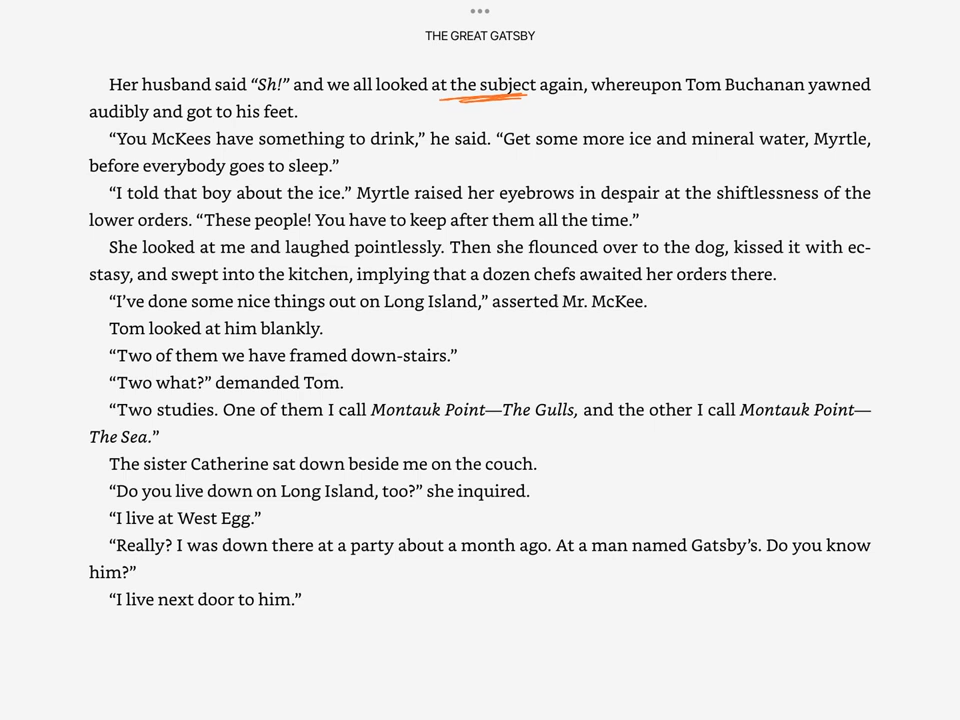 THE GREAT GATSBY
Her husband said “Sh!” and we all looked at the subject again, whereupon Tom Buchanan yawned
audibly and got to his feet.
“You McKees have something to drink,” he said. “Get some more ice and mineral water, Myrtle,
before everybody goes to sleep.”
“I told that boy about the ice.” Myrtle raised her eyebrows in despair at the shiftlessness of the
lower orders. “These people! You have to keep after them all the time.”
She looked at me and laughed pointlessly. Then she flounced over to the dog, kissed it with ec-
stasy, and swept into the kitchen, implying that a dozen chefs awaited her orders there.
“I’ve done some nice things out on Long Island,” asserted Mr. McKee.
Tom looked at him blankly.
“Two of them we have framed down-stairs.”
“Two what?” demanded Tom.
“Two studies. One of them I call Montauk Point—The Gulls, and the other I call Montauk Point—
The Sea.”
The sister Catherine sat down beside me on the couch.
“Do you live down on Long Island, too?” she inquired.
“I live at West Egg.”
“Really? I was down there at a party about a month ago. At a man named Gatsby’s. Do you know
him?”
“I live next door to him.”